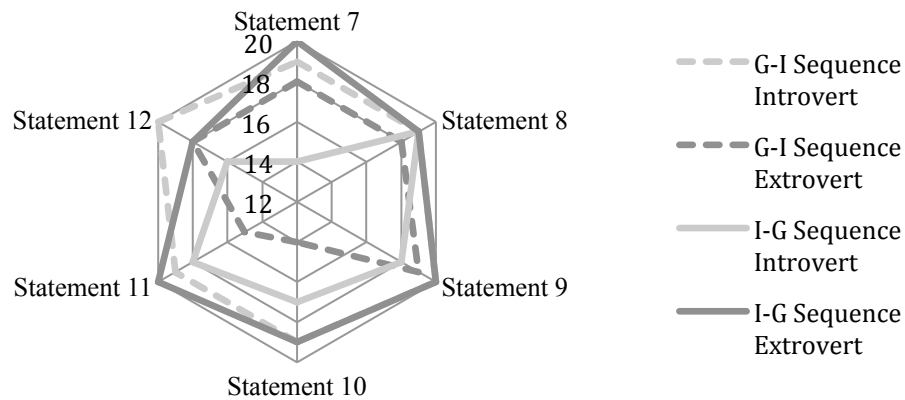 Statement 7
20
18
16
14
12
Statement 8
Statement 9
Statement 10
Statement 11
Statement 12
G-I Sequence
Introvert
G-I Sequence
Extrovert
I-G Sequence
Introvert
I-G Sequence
Extrovert